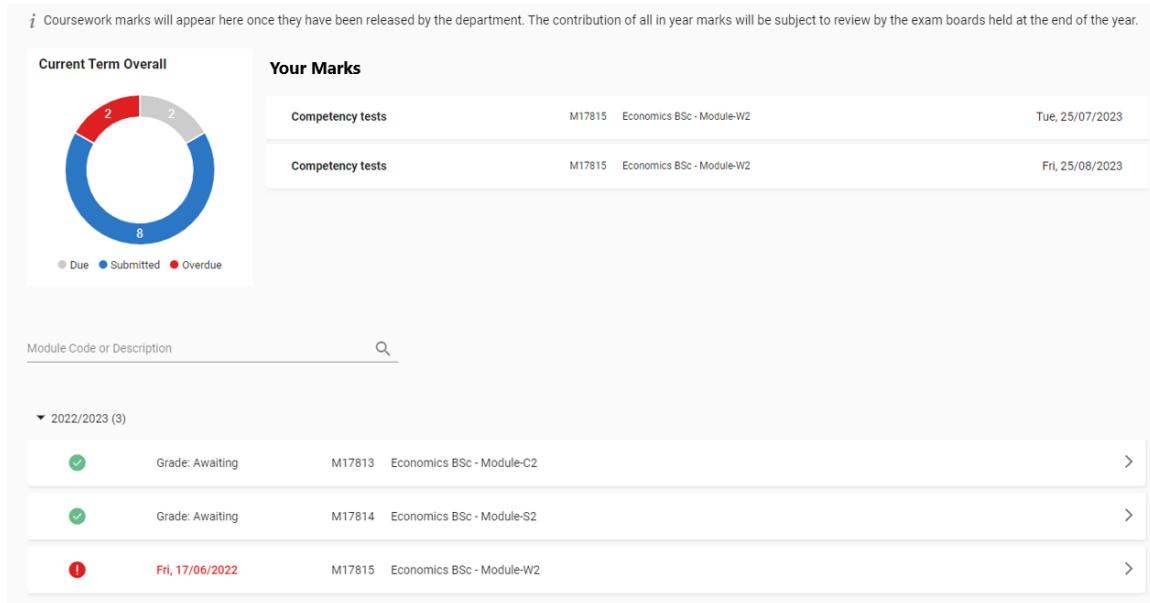 i Coursework marks will appear here once they have been released by the department. The contribution of all in year marks will be subject to review by the exam boards held at the end of the year.
Current Term Overall
2
2
8
Due Submitted Overdue
Your Marks
Competency tests M17815 Economics BSc - Module-W2 Tue, 25/07/2023
Competency tests M17815 Economics BSc - Module-W2 Fri, 25/08/2023
Module Code or Description
2022/2023 (3)
Grade: Awaiting M17813 Economics BSc - Module-C2
Grade: Awaiting M17814 Economics BSc - Module-S2
! Fri, 17/06/2022 M17815 Economics BSc - Module-W2